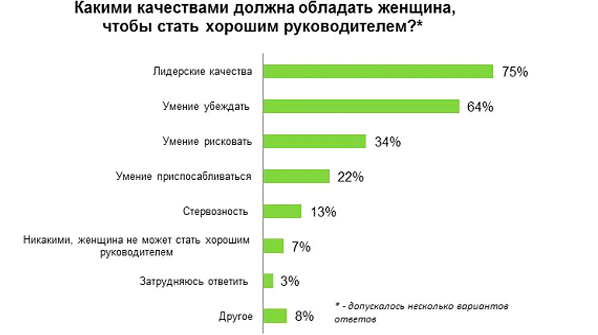 Какими качествами должна обладать женщина,
чтобы стать хорошим руководителем?*
Лидерские качества 75%
Умение убеждать 64%
Умение рисковать 34%
Умение приспосабливаться 22%
Стервозность 13%
Никакими, женщина не может стать хорошим
руководителем 7%
Затрудняюсь ответить 3%
Другое 8%
* - допускалось несколько вариантов
ответов